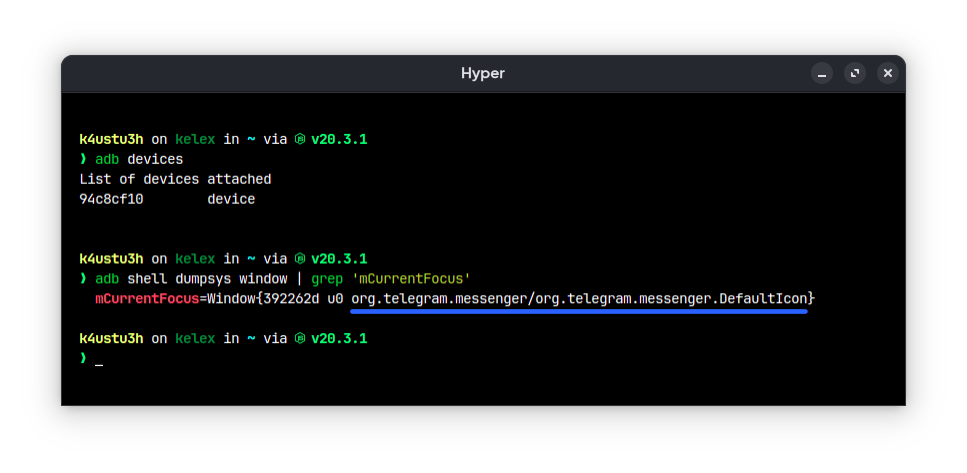 Hyper
k4ustu3h on kelex in ~ via v20.3.1
❯ adb devices
List of devices attached
94c8cf10 device
k4ustu3h on kelex in ~ via v20.3.1
❯ adb shell dumpsys window | grep 'mCurrentFocus'
mCurrentFocus=Window{392262d u0 org.telegram.messenger/org.telegram.messenger.DefaultIcon}
k4ustu3h on kelex in ~ via v20.3.1
❯ _